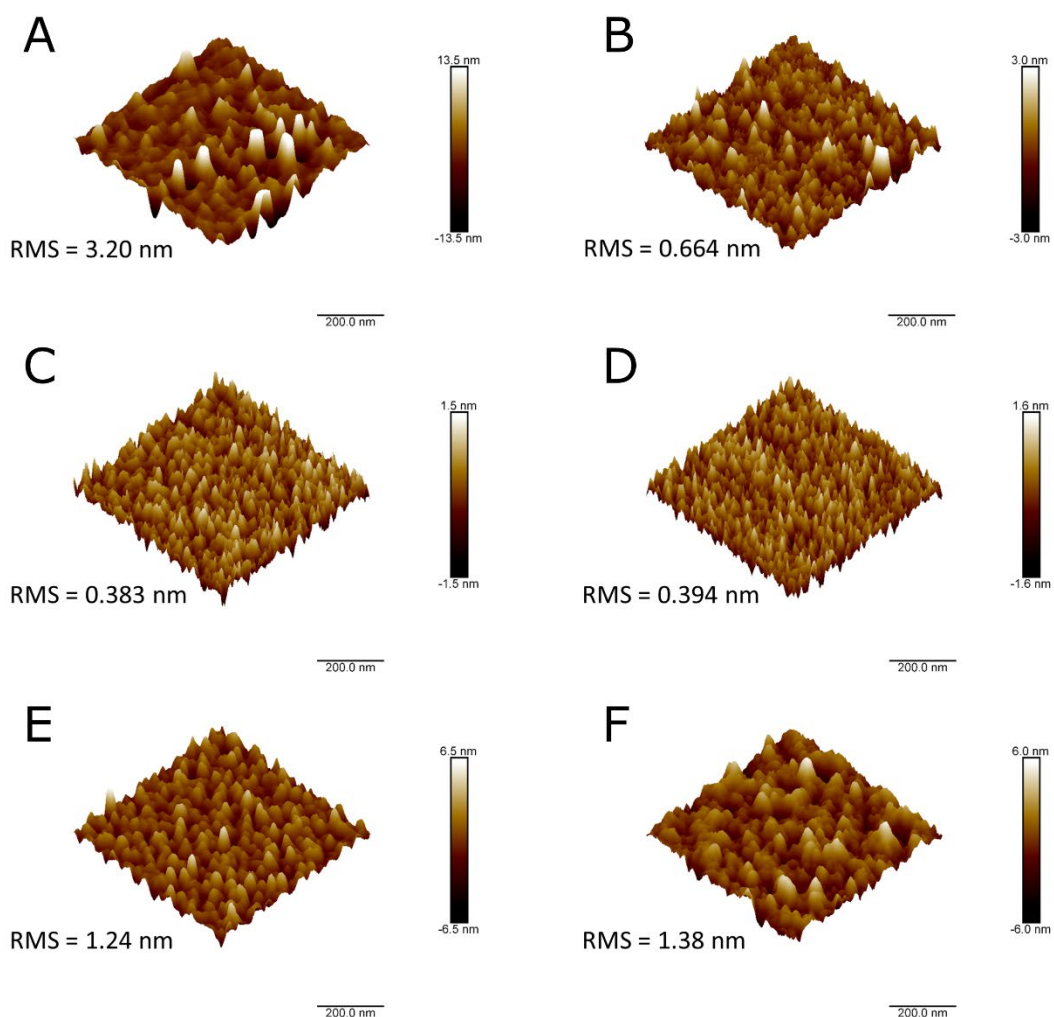 A
13.5 nm
-13.5 nm
RMS = 3.20 nm
200.0 nm
B
3.0 nm
-3.0 nm
RMS = 0.664 nm
200.0 nm
C
1.5 nm
-1.5 nm
RMS = 0.383 nm
200.0 nm
D
1.6 nm
-1.6 nm
RMS = 0.394 nm
200.0 nm
E
6.5 nm
-6.5 nm
RMS = 1.24 nm
200.0 nm
F
6.0 nm
-6.0 nm
RMS = 1.38 nm
200.0 nm